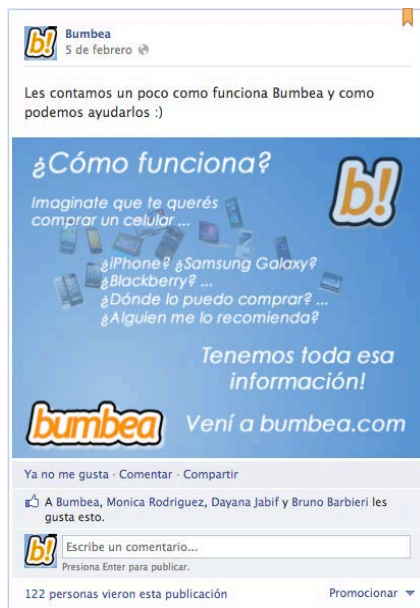 b!
Bumbea
5 de febrero
Les contamos un poco como funciona Bumbea y como
podemos ayudarlos :)
¿Cómo funciona?
b!
Imaginate que te querés
comprar un celular ...
¿iPhone? ¿Samsung Galaxy?
¿Blackberry? ...
¿Dónde lo puedo comprar? ...
¿Alguien me lo recomienda?
Tenemos toda esa
información!
bumbea
Vení a bumbea.com
Ya no me gusta · Comentar · Compartir
A Bumbea, Monica Rodriguez, Dayana Jabif y Bruno Barbieri les
gusta esto.
b!
Escribe un comentario...
Presiona Enter para publicar.
122 personas vieron esta publicación
Promocionar